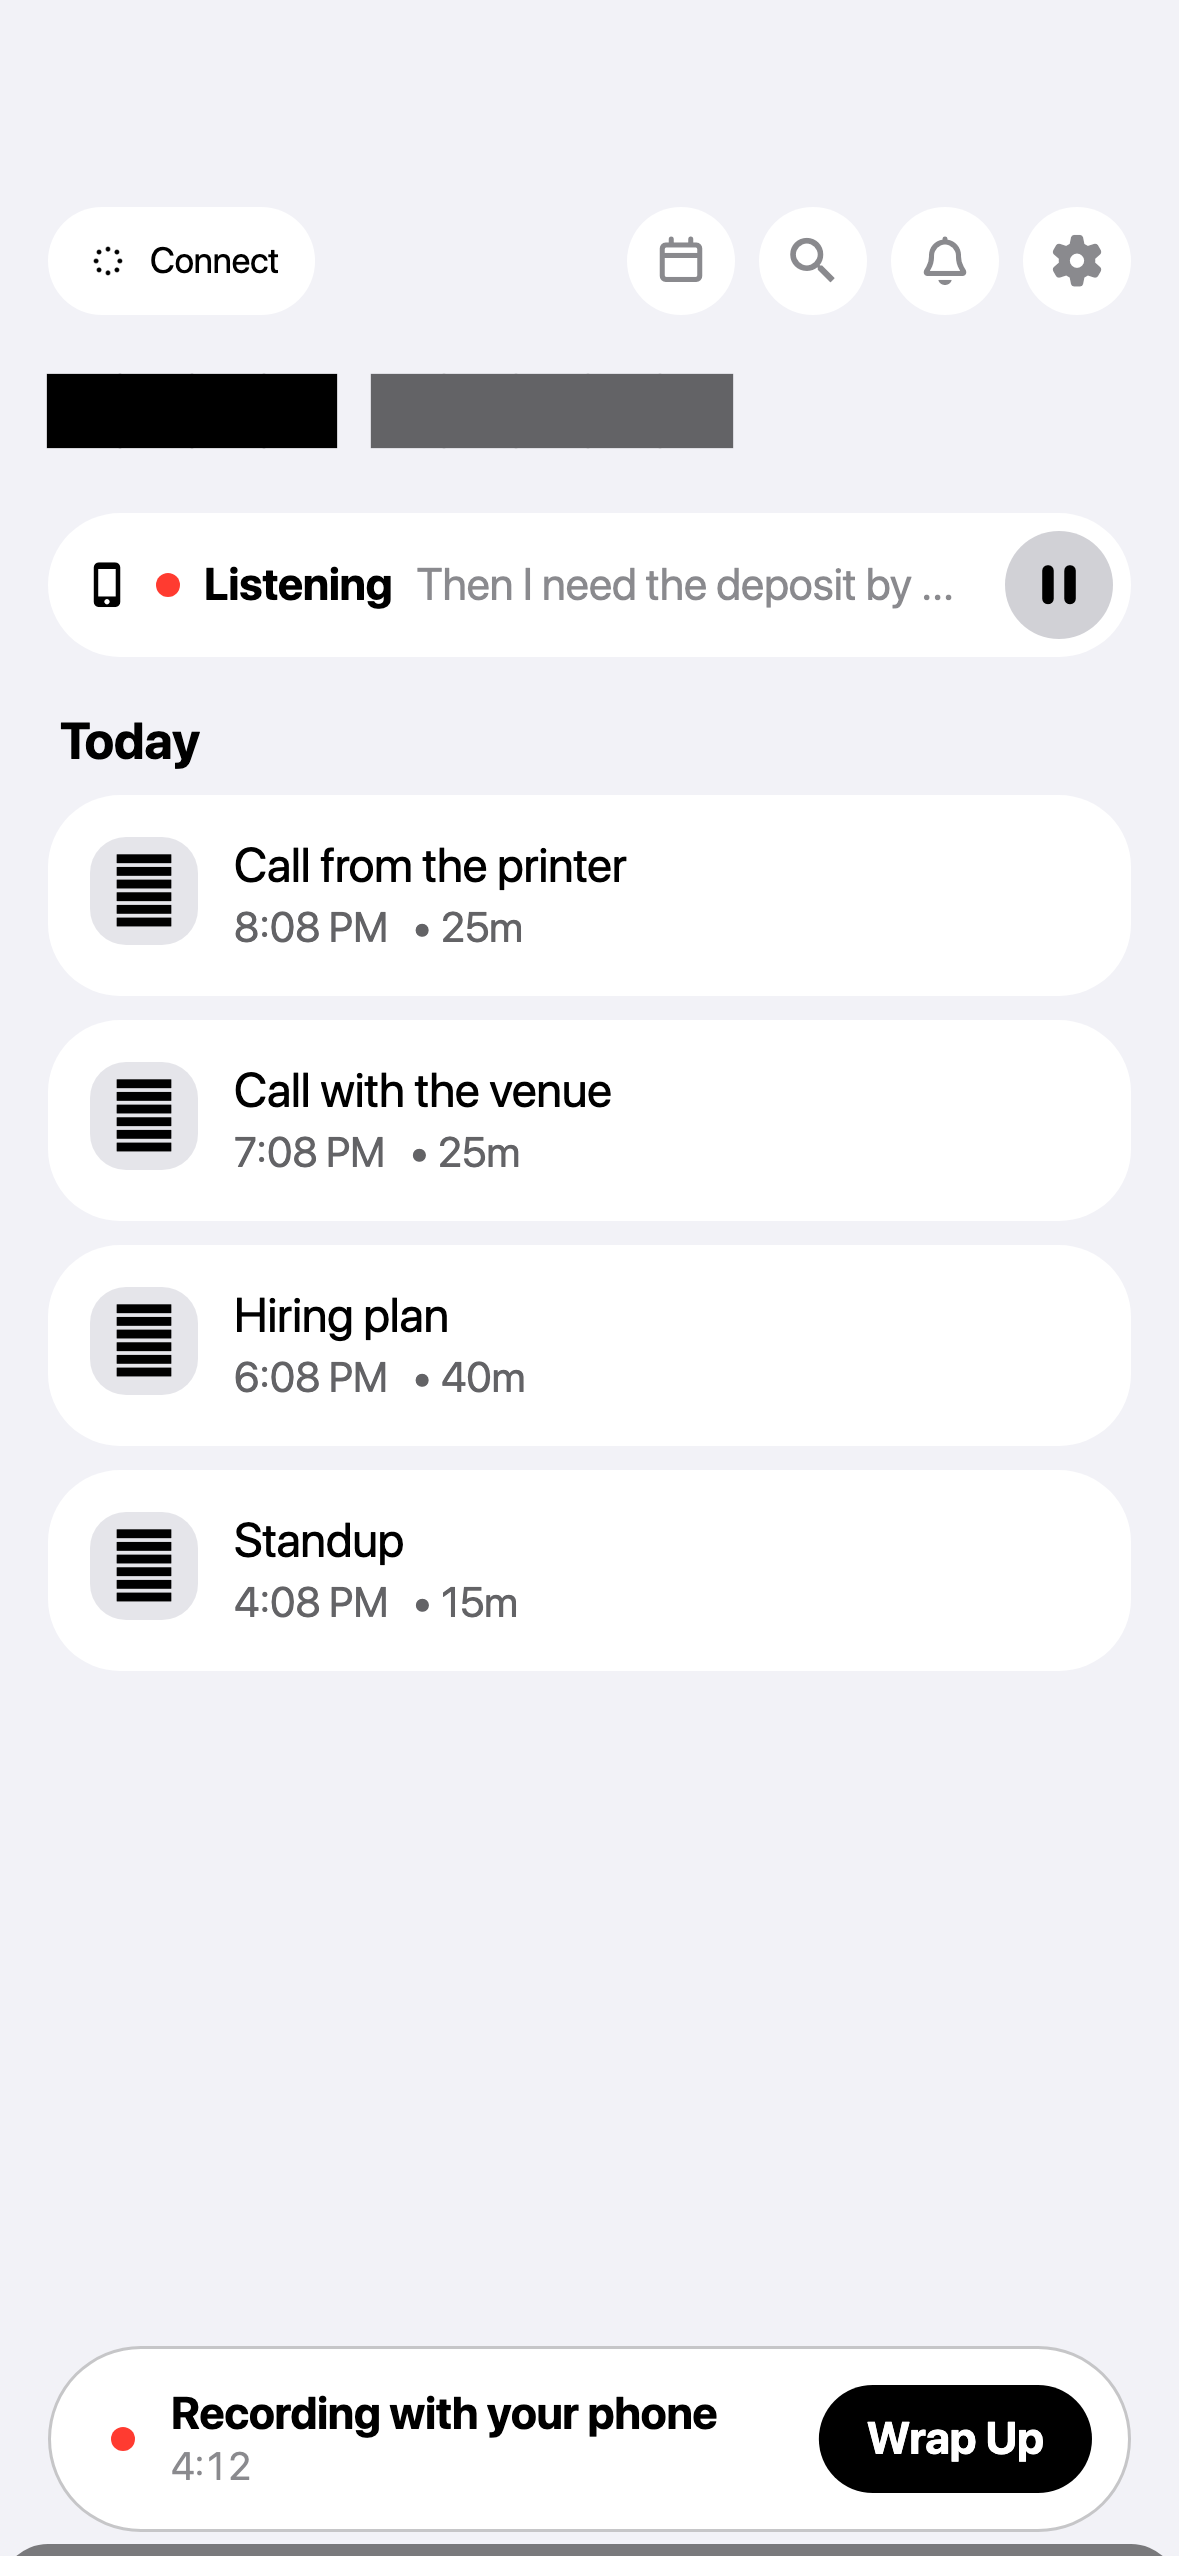 Connect
Listening Then I need the deposit by ...
Today
Call from the printer
8:08 PM • 25m
Call with the venue
7:08 PM • 25m
Hiring plan
6:08 PM • 40m
Standup
4:08 PM • 15m
Recording with your phone
4:12
Wrap Up